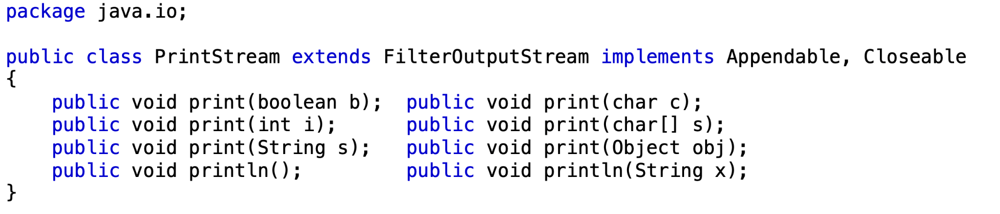 package java.io;
public class PrintStream extends FilterOutputStream implements Appendable, Closeable
{
    public void print(boolean b);  public void print(char c);
    public void print(int i);      public void print(char[] s);
    public void print(String s);   public void print(Object obj);
    public void println();         public void println(String x);
}